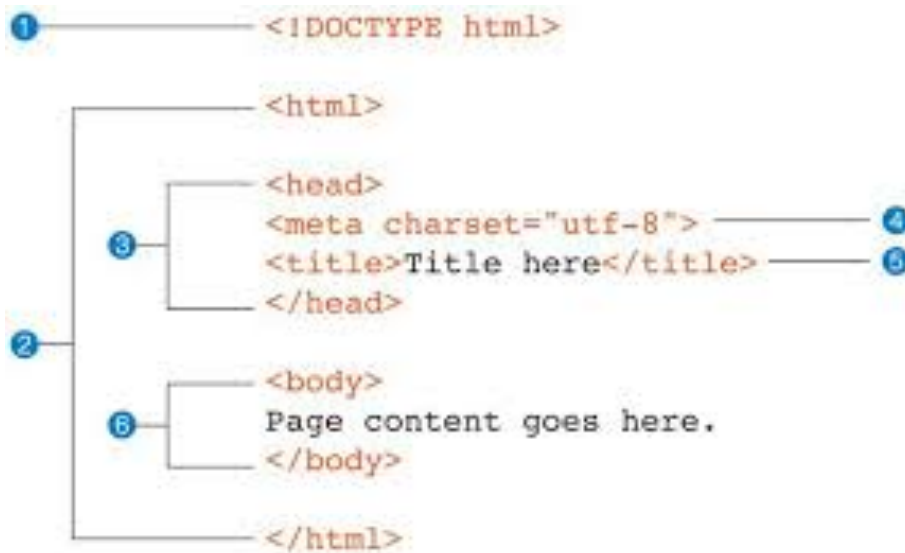 1 <!DOCTYPE html>
<html>
<head>
<meta charset="utf-8"> 4
3
<title>Title here</title> 5
</head>
2
<body>
6 Page content goes here.
</body>
</html>